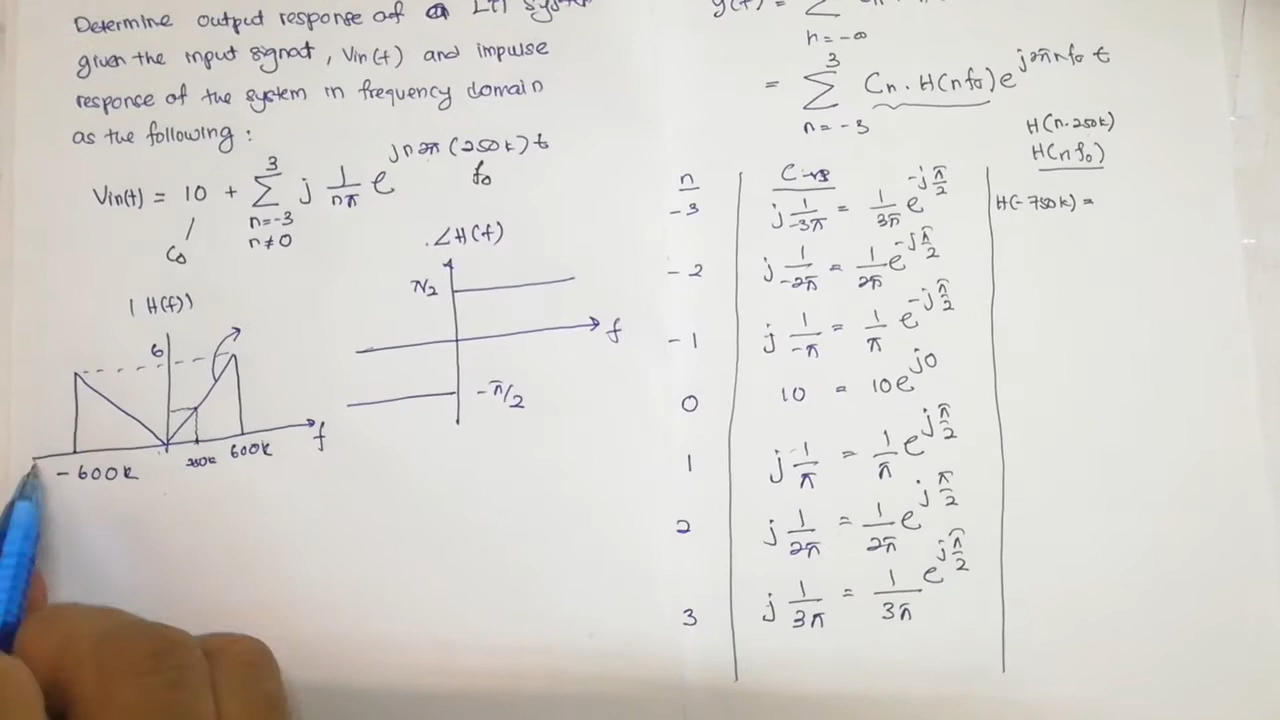 Determine output response of an LTI system
given the input signal, Vin(t) and impulse
response of the system in frequency domain
as the following:
Vin(t) = 10 + Σ j 1/nπ e^jn2π(250k)t
3
n=-3
n≠0
C₀
f₀
|H(f)|
6
-600k
250k
600k
f
∠H(f)
π/2
-π/2
f
y(t) = Σ
n=-∞
= Σ Cn. H(nf₀) e^j2πnf₀t
3
n=-3
H(n.250k)
H(nf₀)
n
-3 j 1/-3π = 1/3π e^-jπ/2 H(-750k) =
-2 j 1/-2π = 1/2π e^-jπ/2
-1 j 1/-π = 1/π e^-jπ/2
0 10 = 10e^j0
1 j 1/π = 1/π e^jπ/2
2 j 1/2π = 1/2π e^jπ/2
3 j 1/3π = 1/3π e^jπ/2